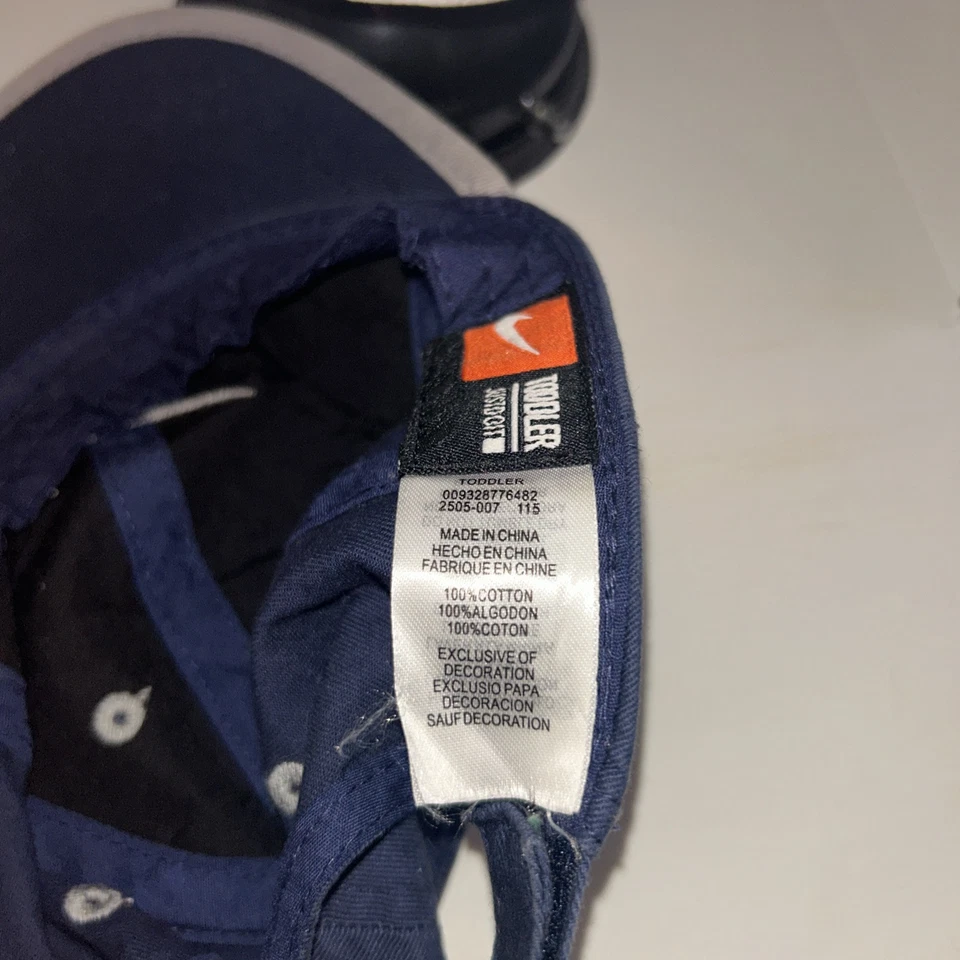 TODDLER
JUST DO IT
TODDLER
009328776482
2505-007 115
MADE IN CHINA
HECHO EN CHINA
FABRIQUE EN CHINE
100%COTTON
100%ALGODON
100%COTON
EXCLUSIVE OF
DECORATION
EXCLUSIO PAPA
DECORACION
SAUF DECORATION